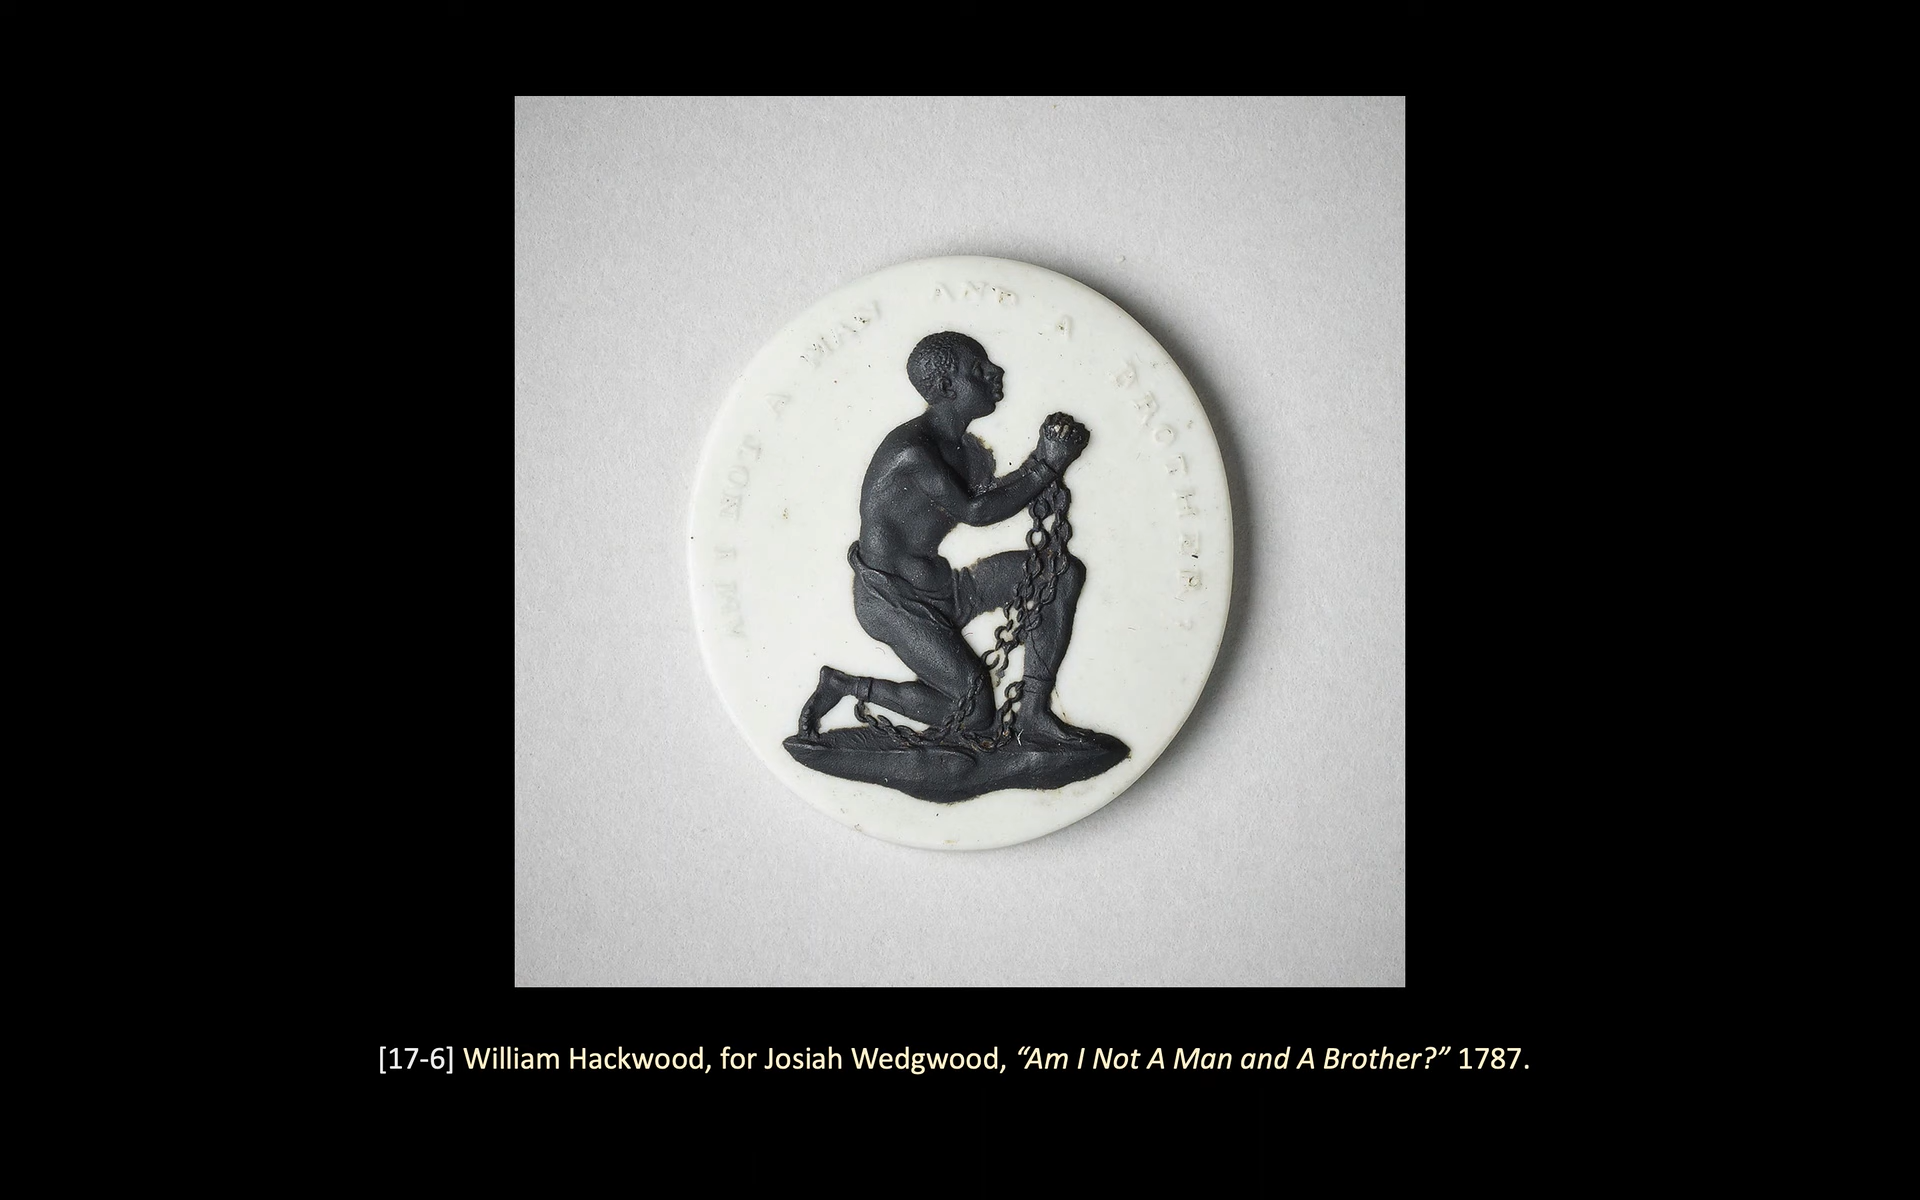 AM I NOT A MAN AND A BROTHER?
[17-6] William Hackwood, for Josiah Wedgwood, “Am I Not A Man and A Brother?” 1787.